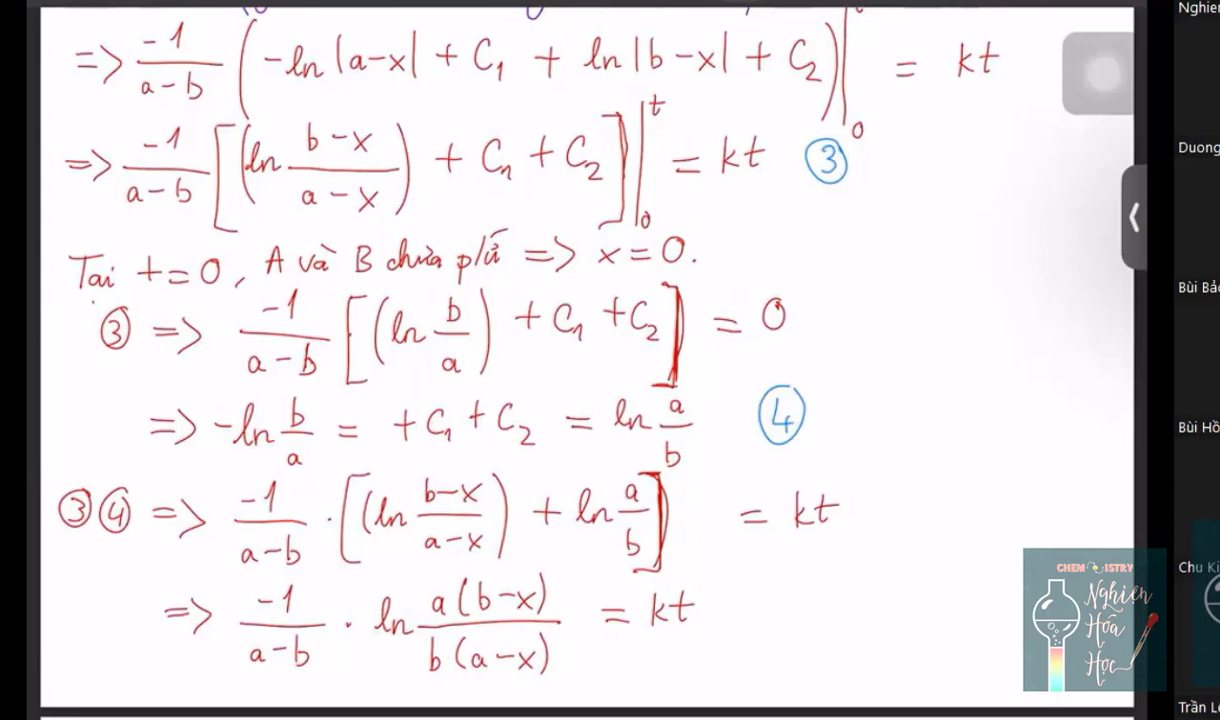 => -1/(a-b) (-ln|a-x| + C₁ + ln|b-x| + C₂)|₀ = kt
=> -1/(a-b) [(ln (b-x)/(a-x)) + C₁ + C₂]|₀ᵗ = kt ③
Tại t=0, A và B chưa p/ứ => x=0.
③ => -1/(a-b) [(ln b/a) + C₁ + C₂] = 0
=> -ln b/a = + C₁ + C₂ = ln a/b ④
③④ => -1/(a-b) . [(ln (b-x)/(a-x)) + ln a/b] = kt
=> -1/(a-b) . ln a(b-x)/b(a-x) = kt
CHEMISTRY
Nghiện
Hóa
Học
Nghien
Duong
Bùi Bảo
Bùi Hồ
Chu Ki
Trần L